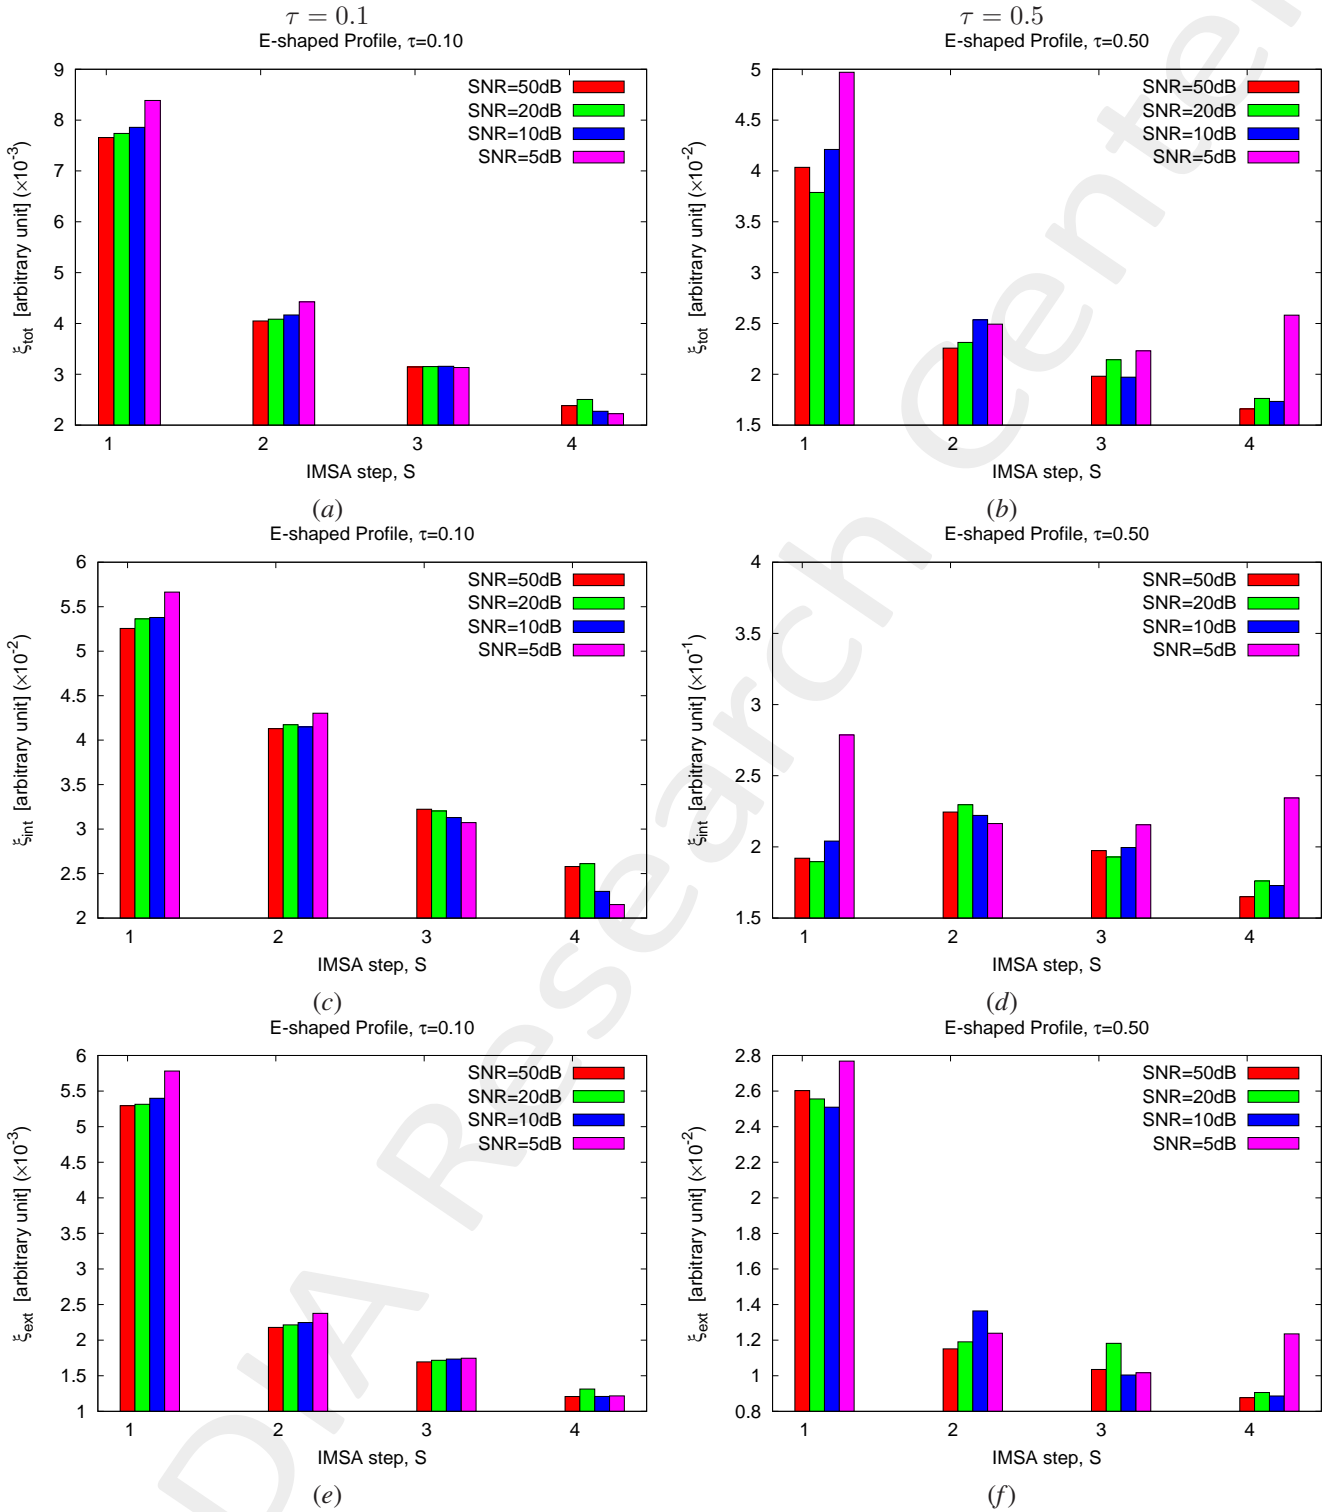 τ = 0.1
τ = 0.5
E-shaped Profile, τ=0.10
9
8
7
6
5
4
3
2
1
2
3
4
ξtot [arbitrary unit] (×10-3)
IMSA step, S
SNR=50dB
SNR=20dB
SNR=10dB
SNR=5dB
(a)
E-shaped Profile, τ=0.50
5
4.5
4
3.5
3
2.5
2
1.5
1
2
3
4
ξtot [arbitrary unit] (×10-2)
IMSA step, S
SNR=50dB
SNR=20dB
SNR=10dB
SNR=5dB
(b)
E-shaped Profile, τ=0.10
6
5.5
5
4.5
4
3.5
3
2.5
2
1
2
3
4
ξint [arbitrary unit] (×10-2)
IMSA step, S
SNR=50dB
SNR=20dB
SNR=10dB
SNR=5dB
(c)
E-shaped Profile, τ=0.50
4
3.5
3
2.5
2
1.5
1
2
3
4
ξint [arbitrary unit] (×10-1)
IMSA step, S
SNR=50dB
SNR=20dB
SNR=10dB
SNR=5dB
(d)
E-shaped Profile, τ=0.10
6
5.5
5
4.5
4
3.5
3
2.5
2
1.5
1
1
2
3
4
ξext [arbitrary unit] (×10-3)
IMSA step, S
SNR=50dB
SNR=20dB
SNR=10dB
SNR=5dB
(e)
E-shaped Profile, τ=0.50
2.8
2.6
2.4
2.2
2
1.8
1.6
1.4
1.2
1
0.8
1
2
3
4
ξext [arbitrary unit] (×10-2)
IMSA step, S
SNR=50dB
SNR=20dB
SNR=10dB
SNR=5dB
(f)
DIA Research Center